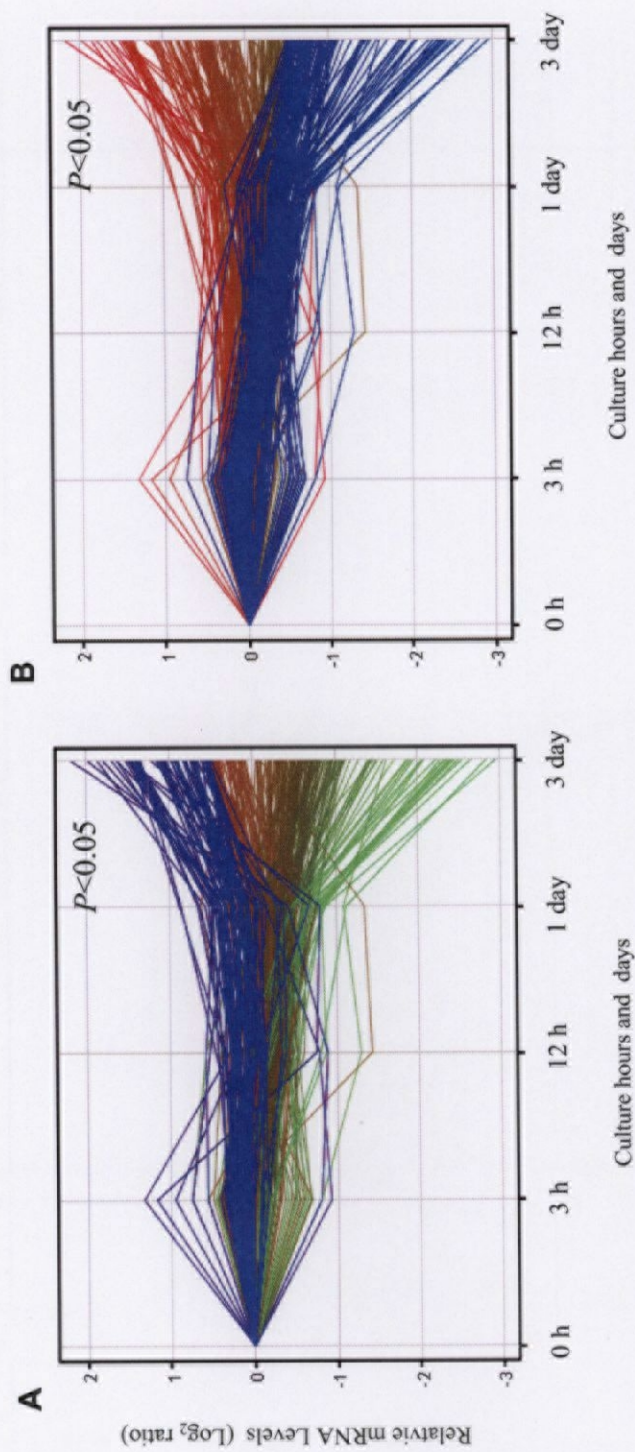 A
Relatvie mRNA Levels (Log2 ratio)
P<0.05
2
1
0
-1
-2
-3
0 h
3 h
12 h
1 day
3 day
Culture hours and days
B
P<0.05
2
1
0
-1
-2
-3
0 h
3 h
12 h
1 day
3 day
Culture hours and days